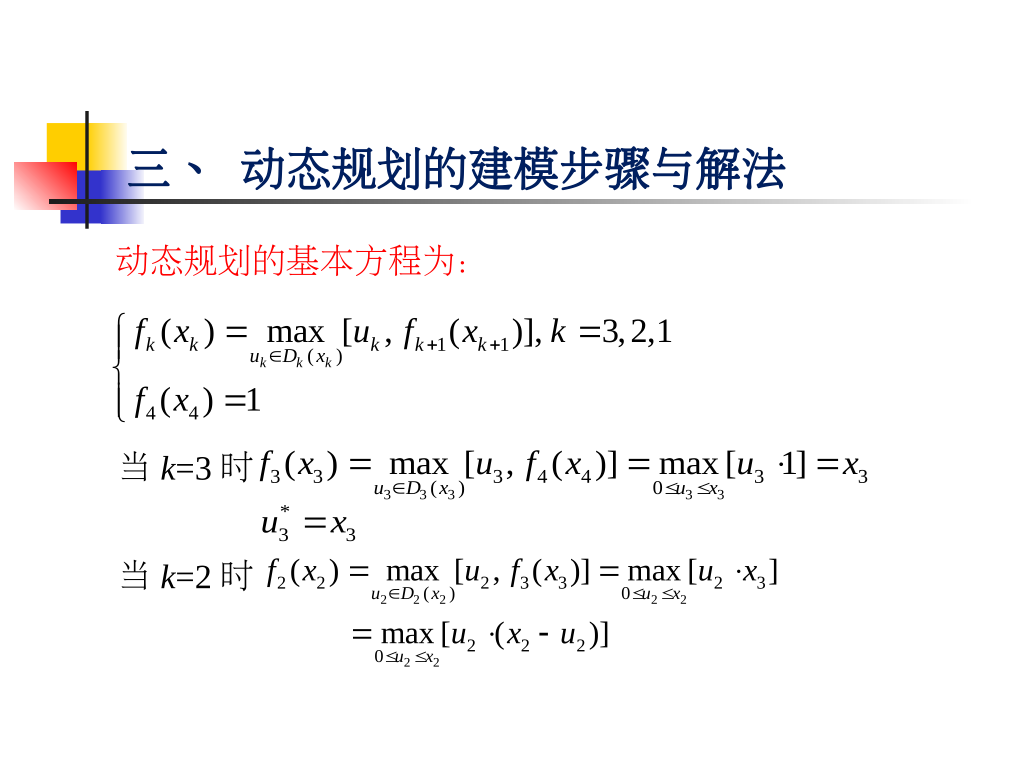 三、 动态规划的建模步骤与解法
动态规划的基本方程为:
f_k(x_k) = max_{u_k∈D_k(x_k)} [u_k, f_{k+1}(x_{k+1})], k = 3, 2, 1
f_4(x_4) = 1
当 k=3 时 f_3(x_3) = max_{u_3∈D_3(x_3)} [u_3, f_4(x_4)] = max_{0≤u_3≤x_3} [u_3 · 1] = x_3
u_3^* = x_3
当 k=2 时 f_2(x_2) = max_{u_2∈D_2(x_2)} [u_2, f_3(x_3)] = max_{0≤u_2≤x_2} [u_2 · x_3]
= max_{0≤u_2≤x_2} [u_2 · (x_2 - u_2)]